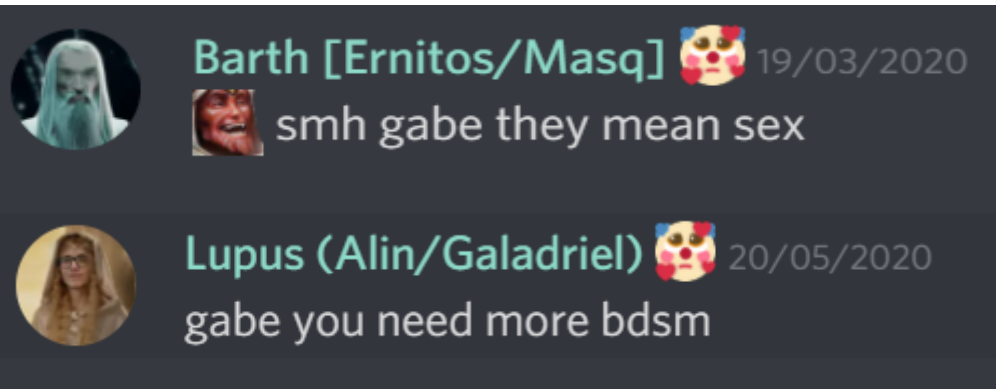 Barth [Ernitos/Masq] 19/03/2020
smh gabe they mean sex
Lupus (Alin/Galadriel) 20/05/2020
gabe you need more bdsm